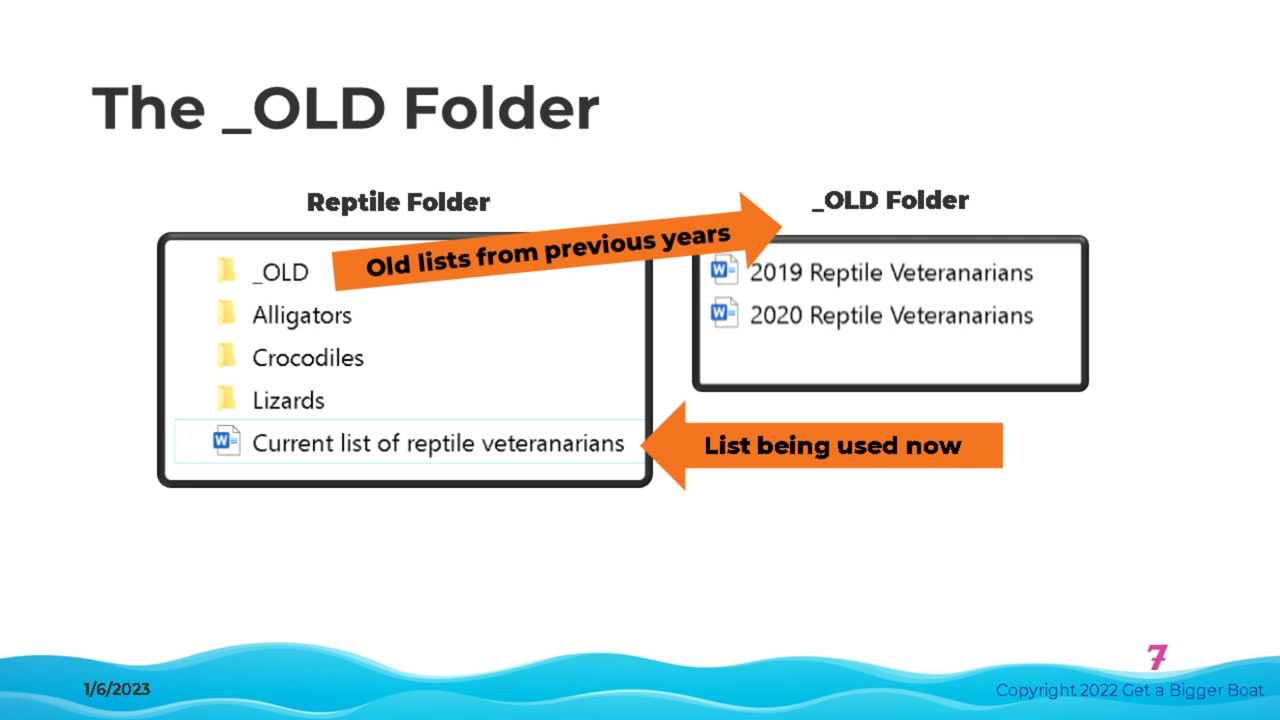 The _OLD Folder
Reptile Folder
_OLD Folder
Old lists from previous years
_OLD
Alligators
Crocodiles
Lizards
Current list of reptile veteranarians
2019 Reptile Veteranarians
2020 Reptile Veteranarians
List being used now
7
1/6/2023
Copyright 2022 Get a Bigger Boat